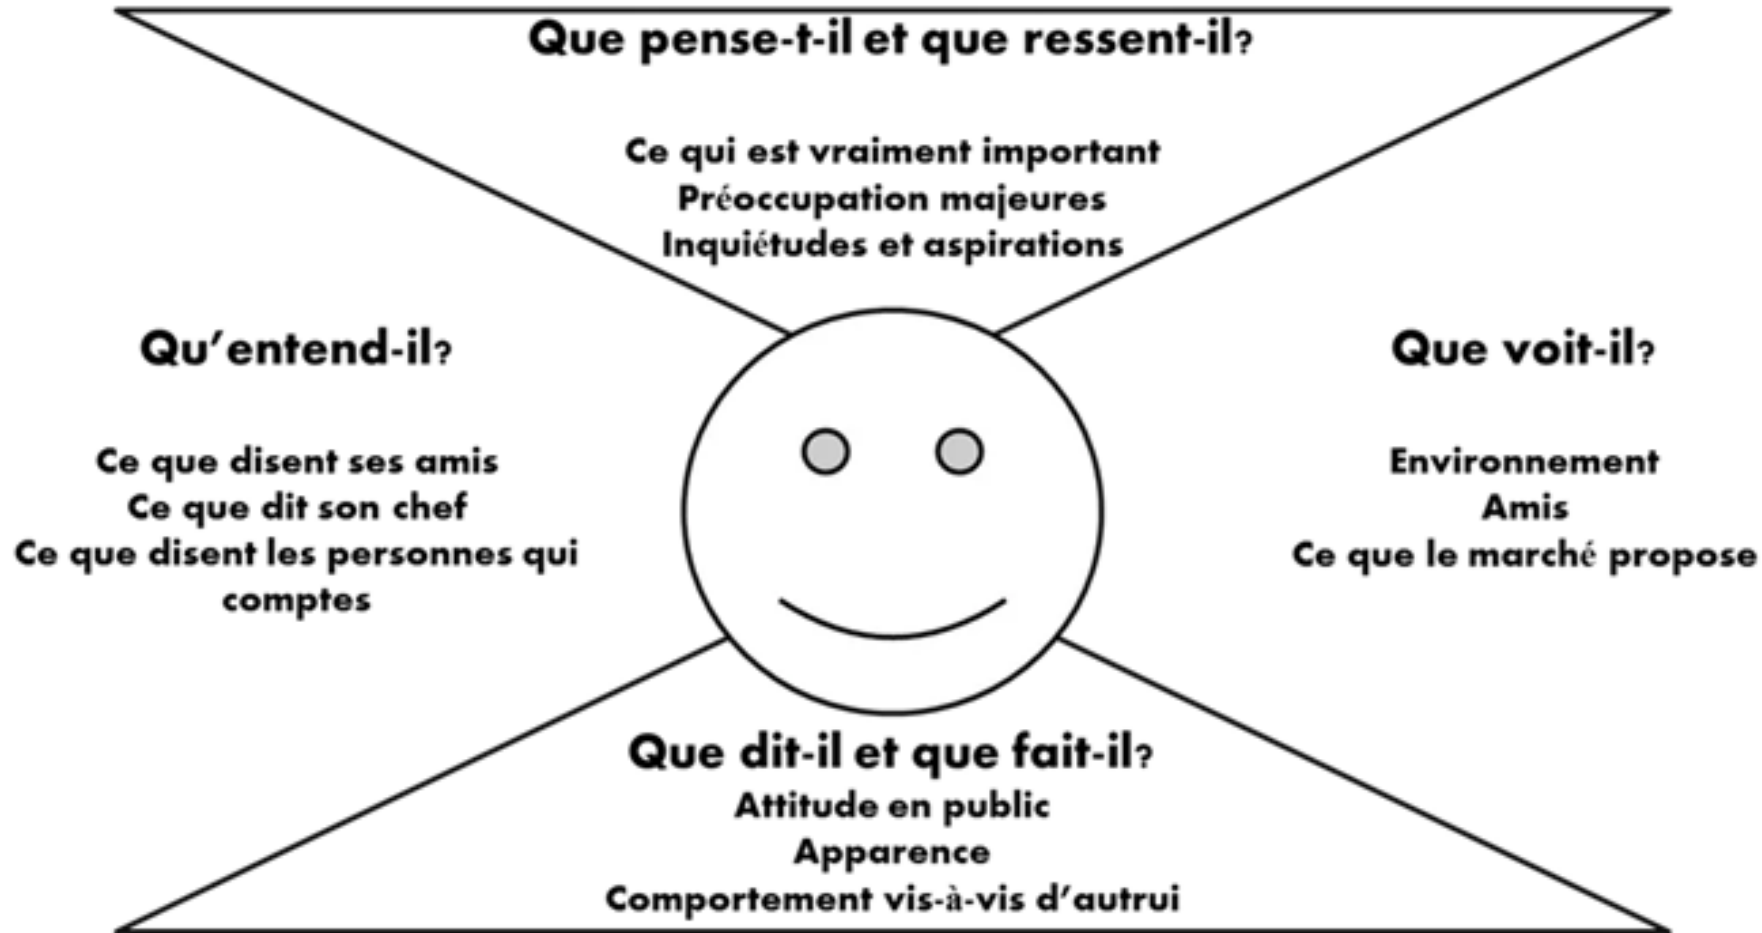 Que pense-t-il et que ressent-il?
Ce qui est vraiment important
Préoccupation majeures
Inquiétudes et aspirations
Qu’entend-il?
Ce que disent ses amis
Ce que dit son chef
Ce que disent les personnes qui
comptes
Que voit-il?
Environnement
Amis
Ce que le marché propose
Que dit-il et que fait-il?
Attitude en public
Apparence
Comportement vis-à-vis d’autrui